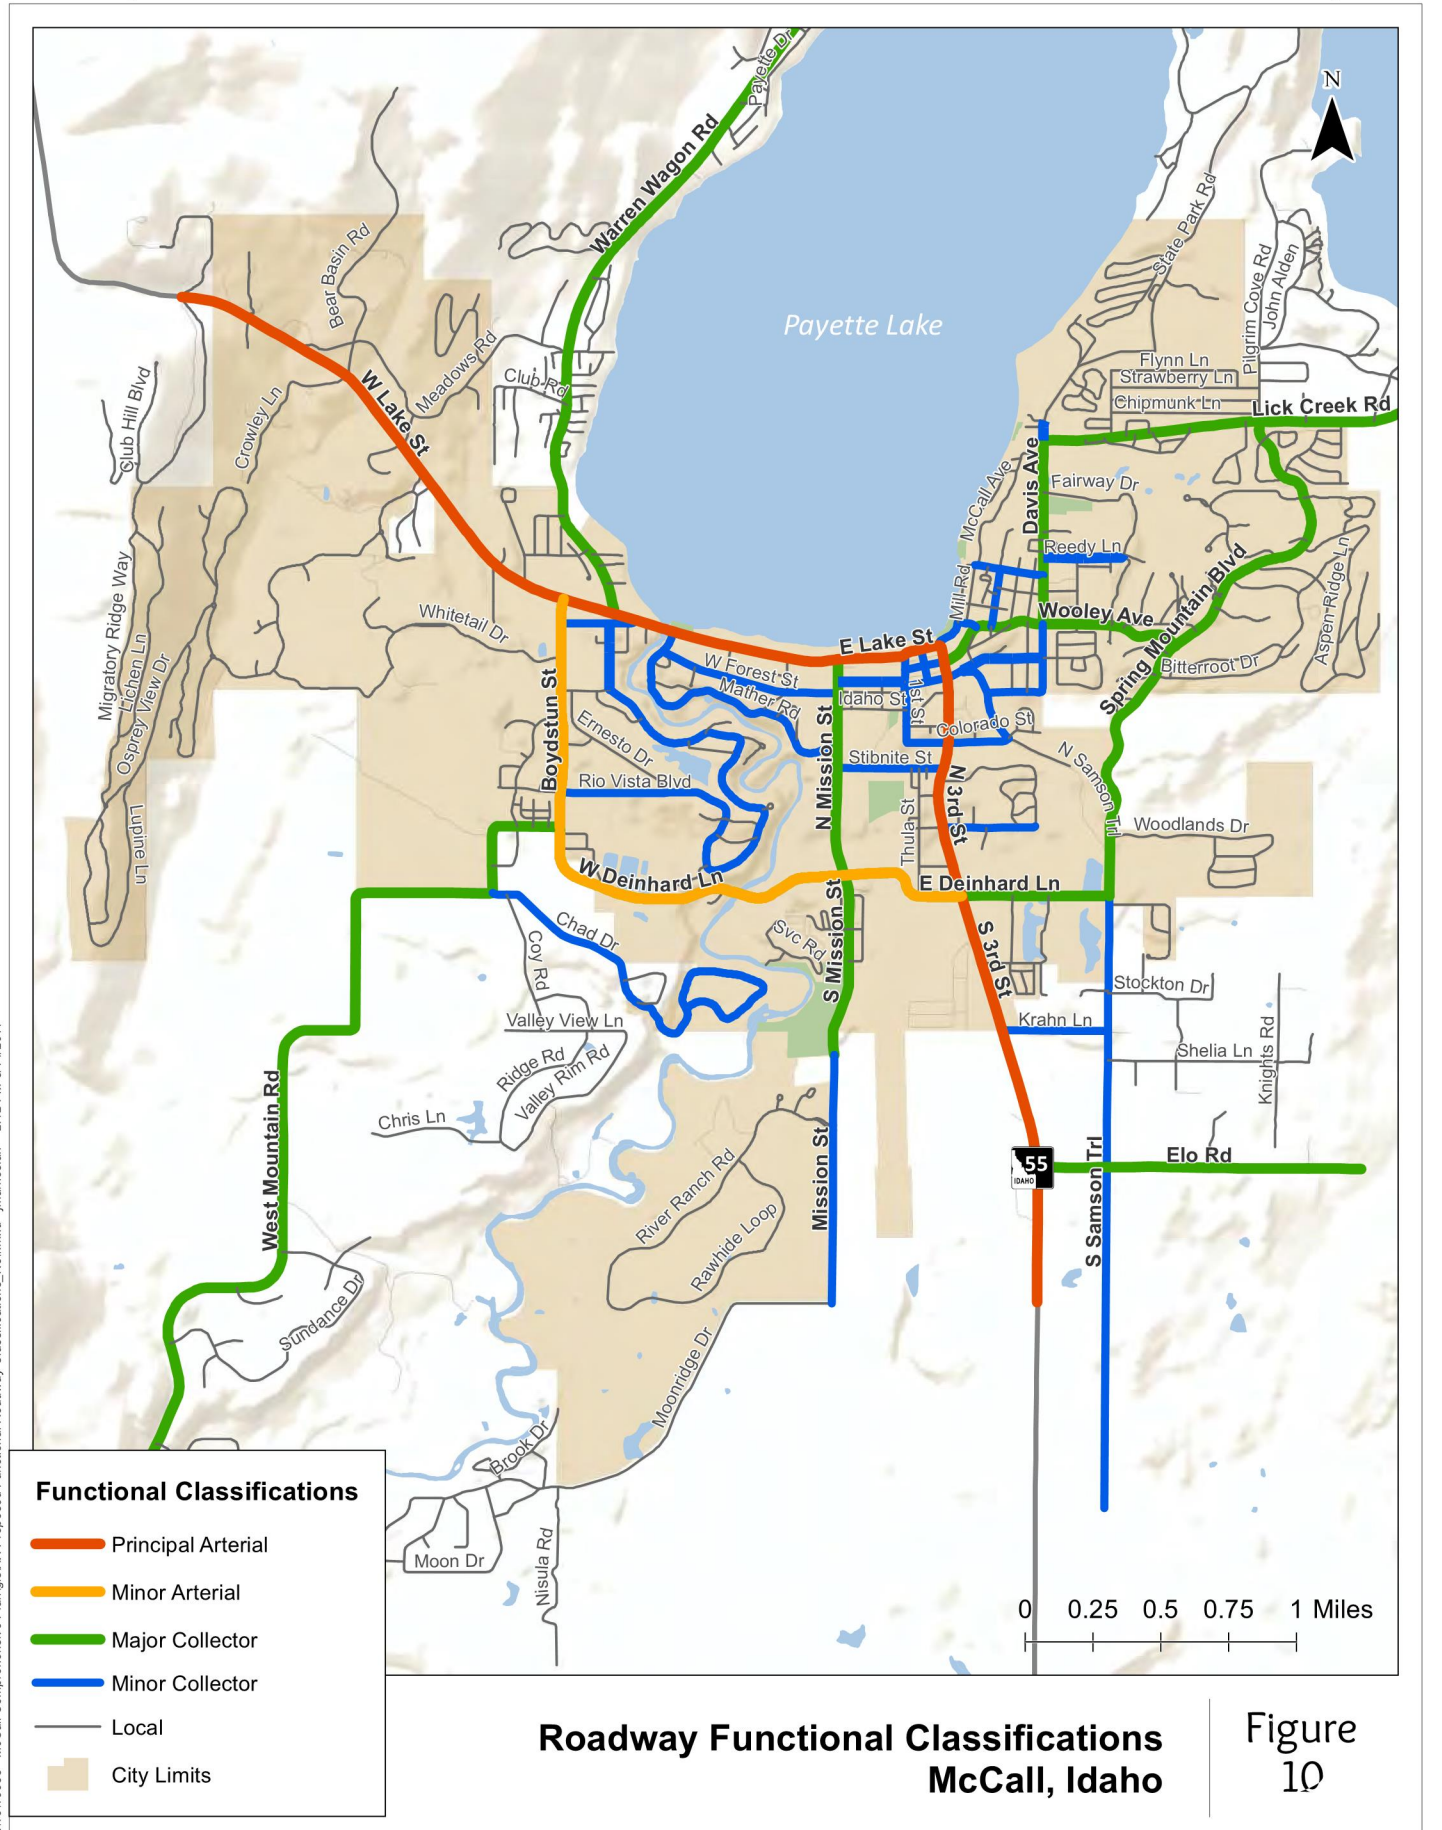 Payette Dr
N
Warren Wagon Rd
State Park Rd
Bear Basin Rd
Pilgrim Cove Rd
John Alden
Payette Lake
Meadows Rd
Flynn Ln
Strawberry Ln
Club Rd
Chipmunk Ln
Lick Creek Rd
Club Hill Blvd
Crowley Ln
W Lake St
McCall Ave
Davis Ave
Fairway Dr
Reedy Ln
Migratory Ridge Way
Mill Rd
Wooley Ave
Spring Mountain Blvd
Aspen Ridge Ln
Whitetail Dr
Lichen Ln
Osprey View Dr
E Lake St
W Forest St
Bitterroot Dr
Mather Rd
Idaho St
1st St
Boydstun St
Ernesto Dr
Colorado St
N Mission St
Stibnite St
N Samson Trl
Rio Vista Blvd
N 3rd St
Thula St
Woodlands Dr
Lupine Ln
W Deinhard Ln
E Deinhard Ln
Chad Dr
Svc Rd
S Mission St
S 3rd St
Coy Rd
Stockton Dr
Valley View Ln
Krahn Ln
Ridge Rd
Valley Rim Rd
Shelia Ln
Knights Rd
Chris Ln
West Mountain Rd
Mission St
River Ranch Rd
Rawhide Loop
55
IDAHO
Elo Rd
S Samson Trl
Sundance Dr
Moonridge Dr
Brook Dr
Moon Dr
Nisula Rd
Functional Classifications
Principal Arterial
Minor Arterial
Major Collector
Minor Collector
Local
City Limits
0 0.25 0.5 0.75 1 Miles
Roadway Functional Classifications
McCall, Idaho
Figure
10